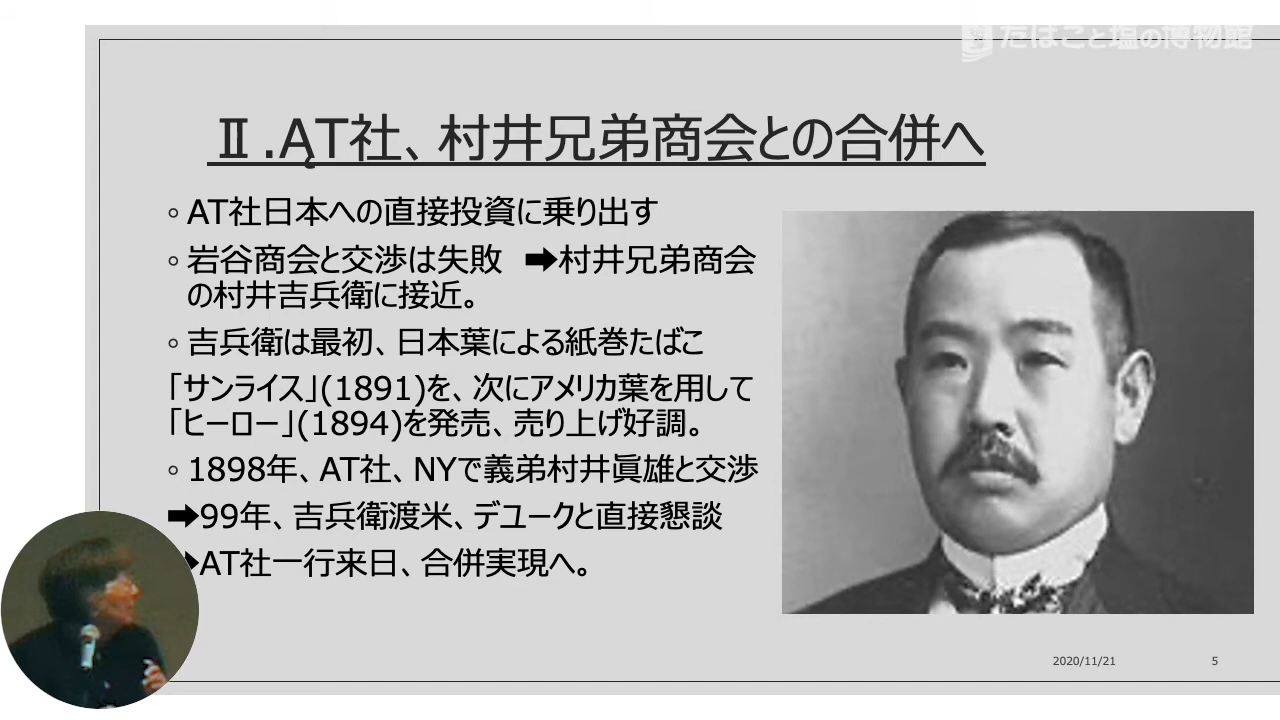 たばこと塩の博物館
Ⅱ.AT社、村井兄弟商会との合併へ
◦ AT社日本への直接投資に乗り出す
◦ 岩谷商会と交渉は失敗 ➡村井兄弟商会
の村井吉兵衛に接近。
◦ 吉兵衛は最初、日本葉による紙巻たばこ
「サンライス」(1891)を、次にアメリカ葉を用して
「ヒーロー」(1894)を発売、売り上げ好調。
◦ 1898年、AT社、NYで義弟村井眞雄と交渉
➡99年、吉兵衛渡米、デュークと直接懇談
➡AT社一行来日、合併実現へ。
2020/11/21
5